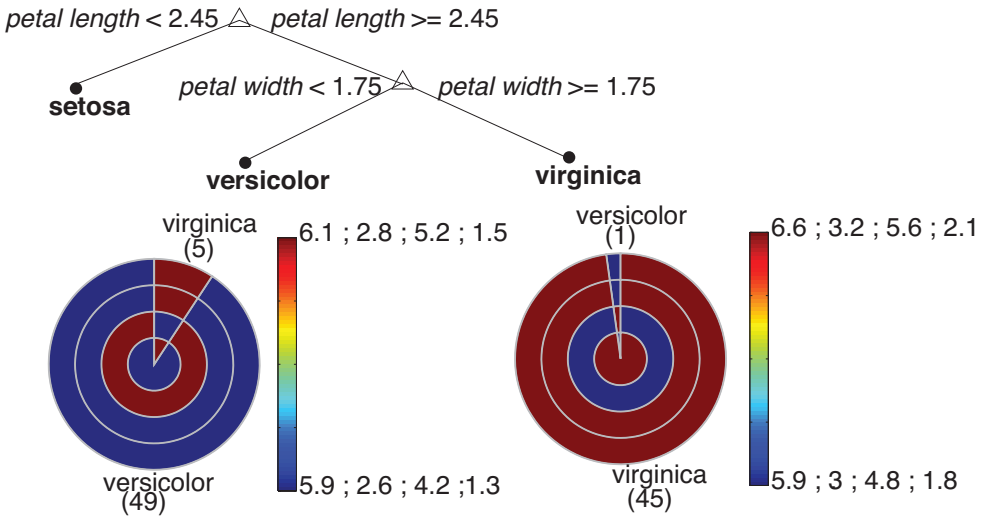 petal length < 2.45 petal length >= 2.45
petal width < 1.75 petal width >= 1.75
setosa
versicolor
virginica
virginica
(5)
6.1 ; 2.8 ; 5.2 ; 1.5
5.9 ; 2.6 ; 4.2 ;1.3
versicolor
(49)
versicolor
(1)
6.6 ; 3.2 ; 5.6 ; 2.1
5.9 ; 3 ; 4.8 ; 1.8
virginica
(45)